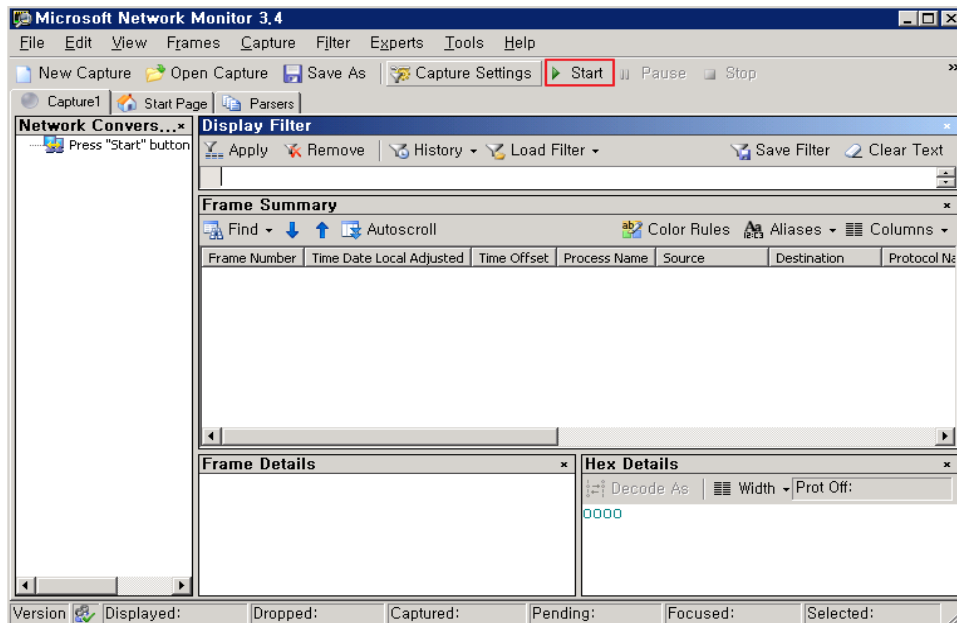 Microsoft Network Monitor 3.4
File Edit View Frames Capture Filter Experts Tools Help
New Capture Open Capture Save As Capture Settings Start Pause Stop »
Capture1 Start Page Parsers
Network Convers...
Press "Start" button
Display Filter
Apply Remove History Load Filter Save Filter Clear Text
Frame Summary
Find Autoscroll Color Rules Aliases Columns
Frame Number Time Date Local Adjusted Time Offset Process Name Source Destination Protocol Na
Frame Details
Hex Details
Decode As Width Prot Off:
0000
Version Displayed: Dropped: Captured: Pending: Focused: Selected: